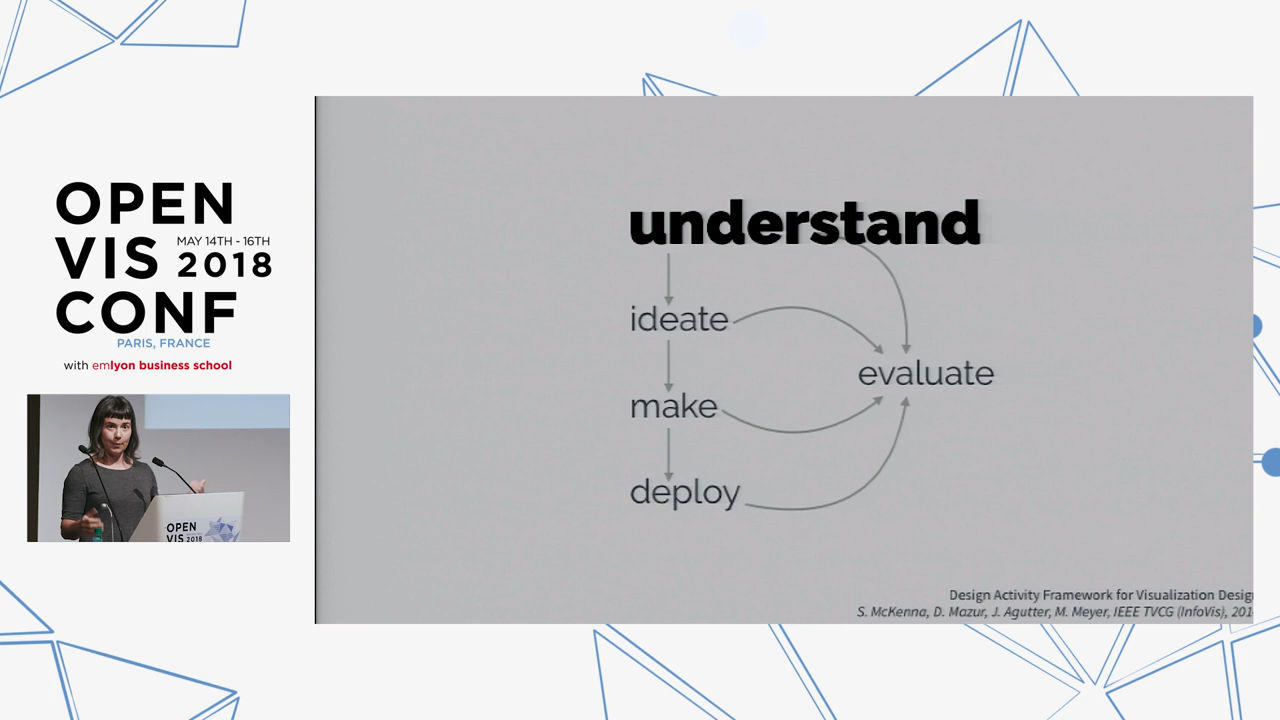 OPEN
VIS MAY 14TH - 16TH
2018
CONF
PARIS, FRANCE
with emlyon business school
OPEN
VIS 2018
understand
ideate
evaluate
make
deploy
Design Activity Framework for Visualization Desig
S. McKenna, D. Mazur, J. Agutter, M. Meyer, IEEE TVCG (InfoVis), 201